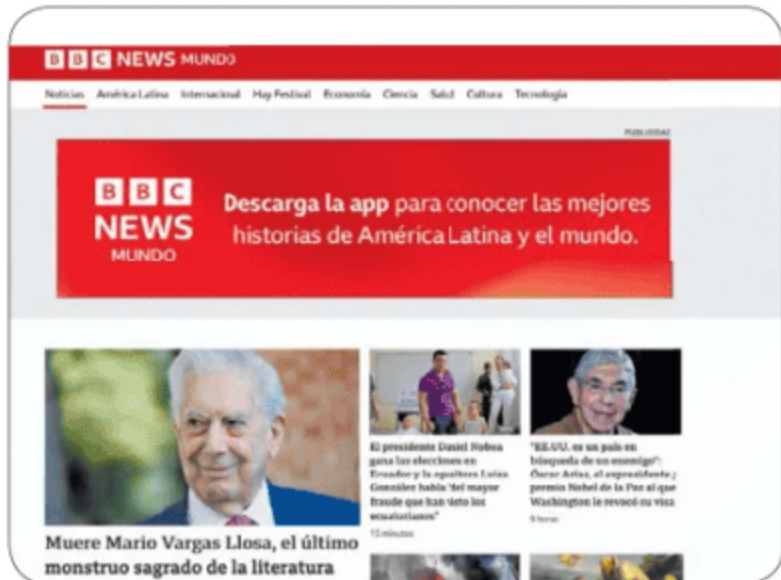 BBC NEWS MUNDO
Noticias América Latina Internacional Hay Festival Economía Ciencia Salud Cultura Tecnología
PUBLICIDAD
BBC
NEWS
MUNDO
Descarga la app para conocer las mejores
historias de América Latina y el mundo.
Muere Mario Vargas Llosa, el último
monstruo sagrado de la literatura
El presidente Daniel Noboa
gana las elecciones en
Ecuador y la opositora Luisa
González habla "del mayor
fraude que han visto los
ecuatorianos"
15 minutos
"EE.UU. es un país en
búsqueda de un enemigo":
Óscar Arias, el expresidente y
premio Nobel de la Paz al que
Washington le revocó su visa
9 horas